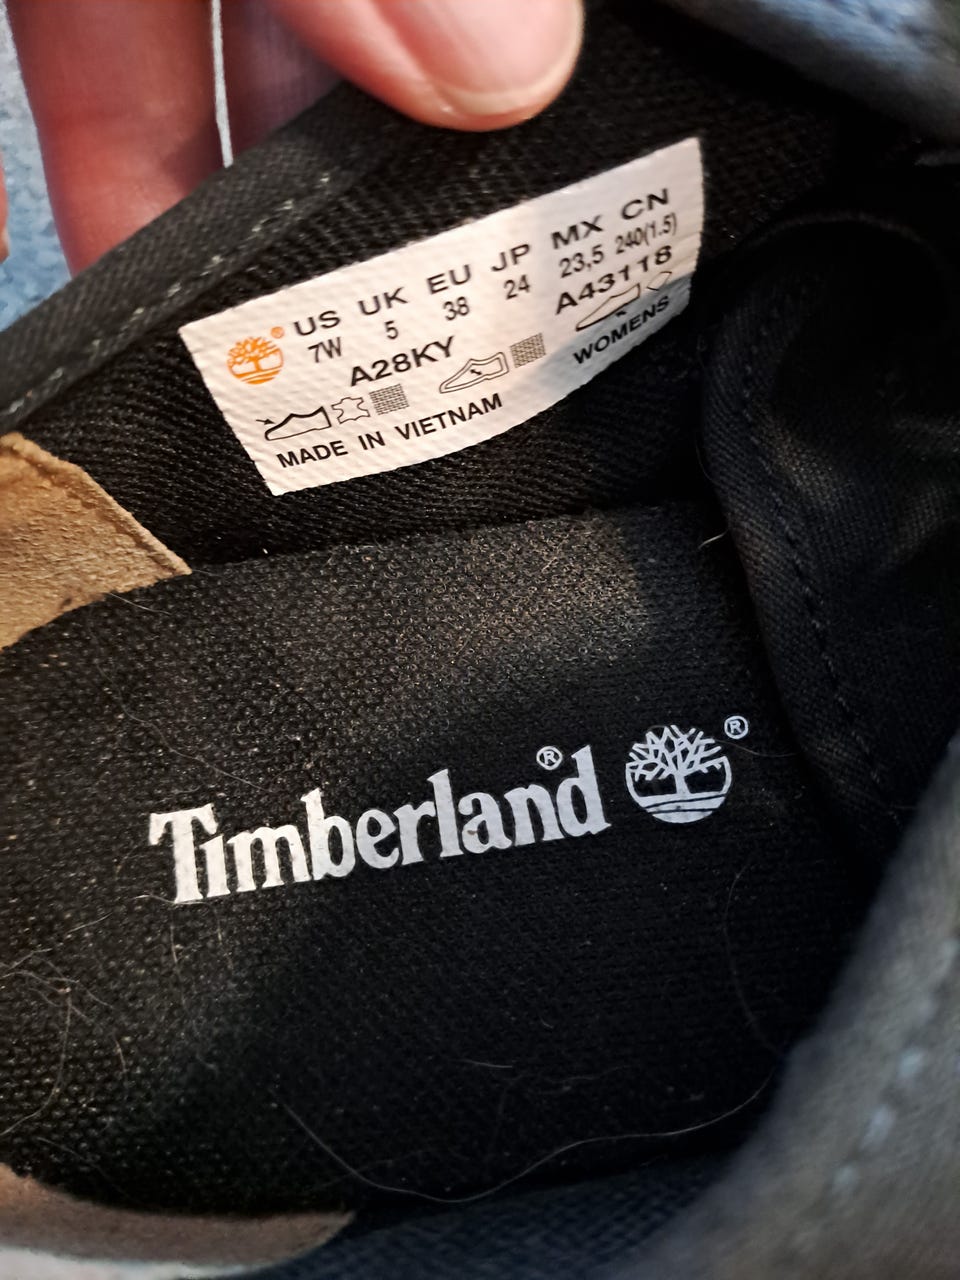 US UK EU JP MX CN
7W 5 38 24 23,5 240(1.5)
A28KY A43118
WOMENS
MADE IN VIETNAM
Timberland® ®